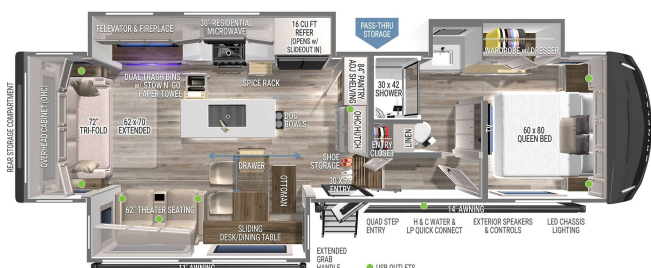 TELEVATOR & FIREPLACE
30" RESIDENTIAL
MICROWAVE
16 CU FT
REFER
(OPENS w/
SLIDEOUT IN)
PASS-THRU
STORAGE
WARDROBE w/ DRESSER
DUAL TRASH BINS
w/ STOW N GO
PAPER TOWEL
SPICE RACK
84" PANTRY
ADJ SHELVING
30 x 42
SHOWER
REAR STORAGE COMPARTMENT
OVERHEAD CABINET (OHC)
72"
TRI-FOLD
62 x 70
EXTENDED
DOG
BOWLS
OHC/HUTCH
ENTRY
CLOSET
LINEN
TV
60 x 80
QUEEN BED
DRAWER
SHOE
STORAGE
ENTRY
OTTOMAN
62" THEATER SEATING
SLIDING
DESK/DINING TABLE
14' AWNING
QUAD STEP
ENTRY
H & C WATER &
LP QUICK CONNECT
EXTERIOR SPEAKERS
& CONTROLS
LED CHASSIS
LIGHTING
EXTENDED
GRAB
HANDLE
USB OUTLETS
11' AWNING